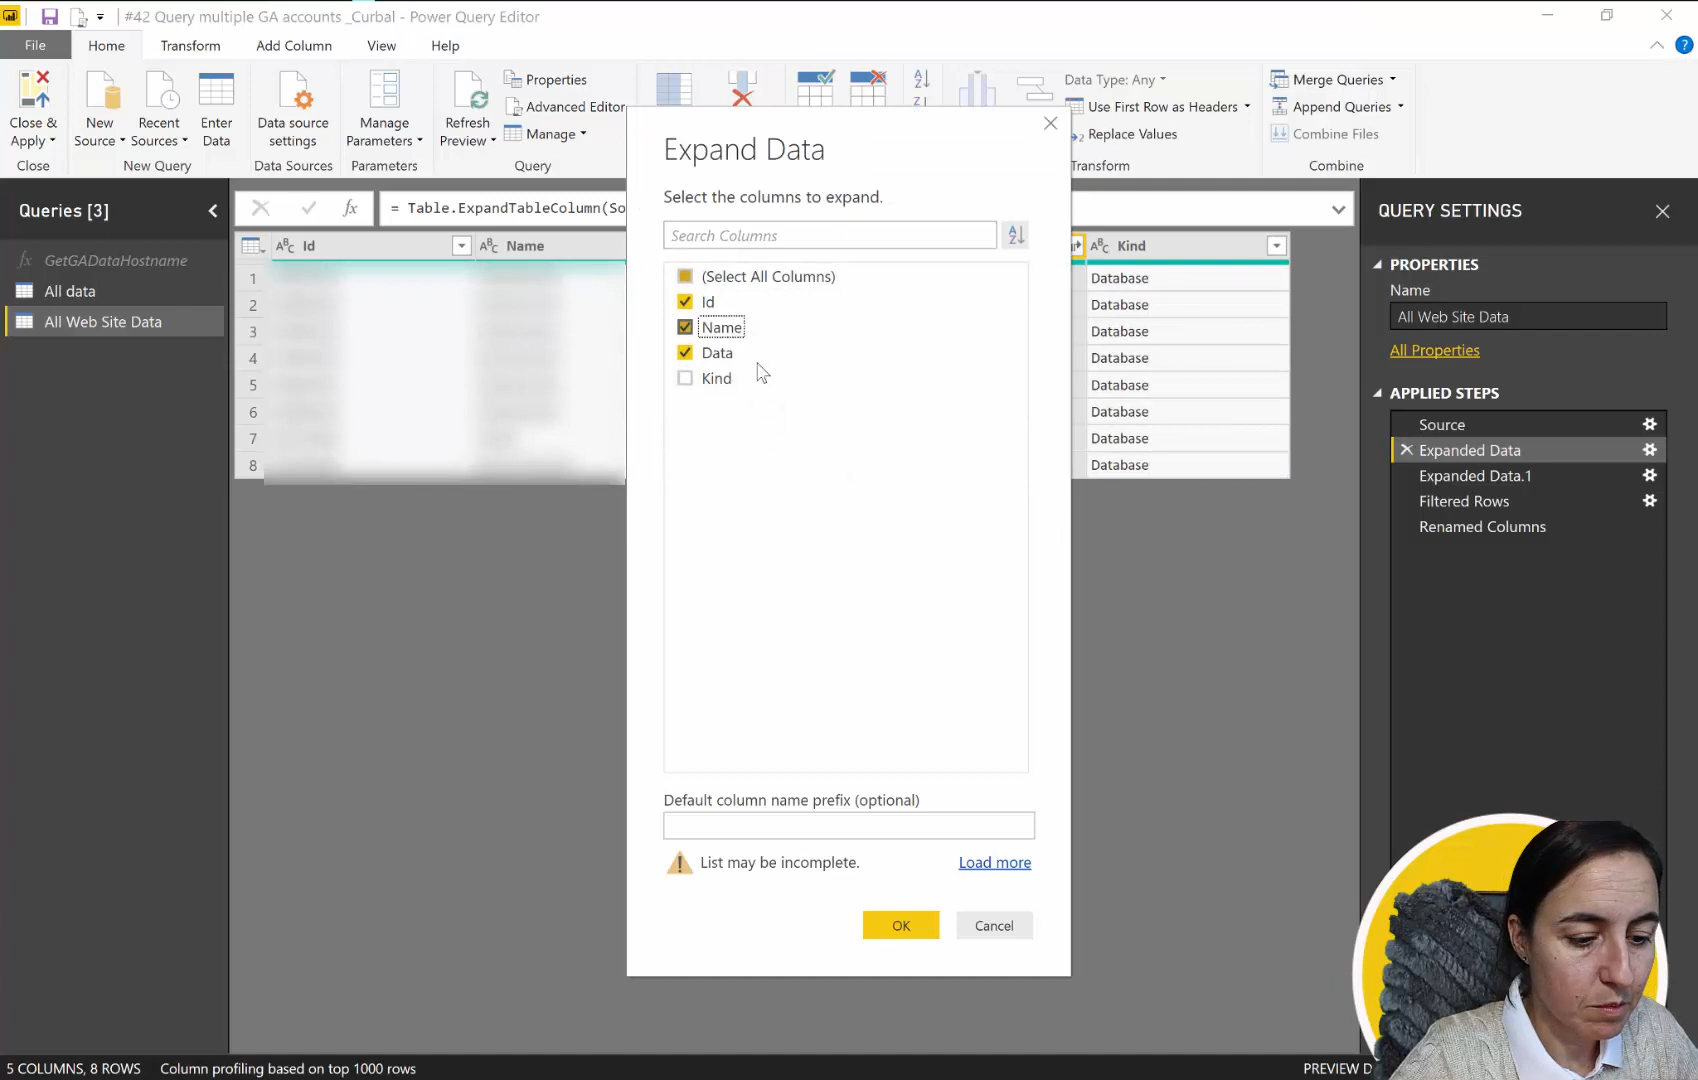 #42 Query multiple GA accounts _Curbal - Power Query Editor
File Home Transform Add Column View Help
Close & Apply
New Source
Recent Sources
Enter Data
Data source settings
Manage Parameters
Refresh Preview
Properties
Advanced Editor
Manage
Data Type: Any
Use First Row as Headers
Replace Values
Merge Queries
Append Queries
Combine Files
Close New Query Data Sources Parameters Query Transform Combine
Queries [3]
fx GetGADataHostname
All data
All Web Site Data
fx = Table.ExpandTableColumn(So
ABC Id ABC Name ABC Kind
1 Database
2 Database
3 Database
4 Database
5 Database
6 Database
7 Database
8 Database
Expand Data
Select the columns to expand.
Search Columns
AZ
(Select All Columns)
Id
Name
Data
Kind
Default column name prefix (optional)
List may be incomplete. Load more
OK Cancel
QUERY SETTINGS
PROPERTIES
Name
All Web Site Data
All Properties
APPLIED STEPS
Source
Expanded Data
Expanded Data.1
Filtered Rows
Renamed Columns
5 COLUMNS, 8 ROWS Column profiling based on top 1000 rows PREVIEW D